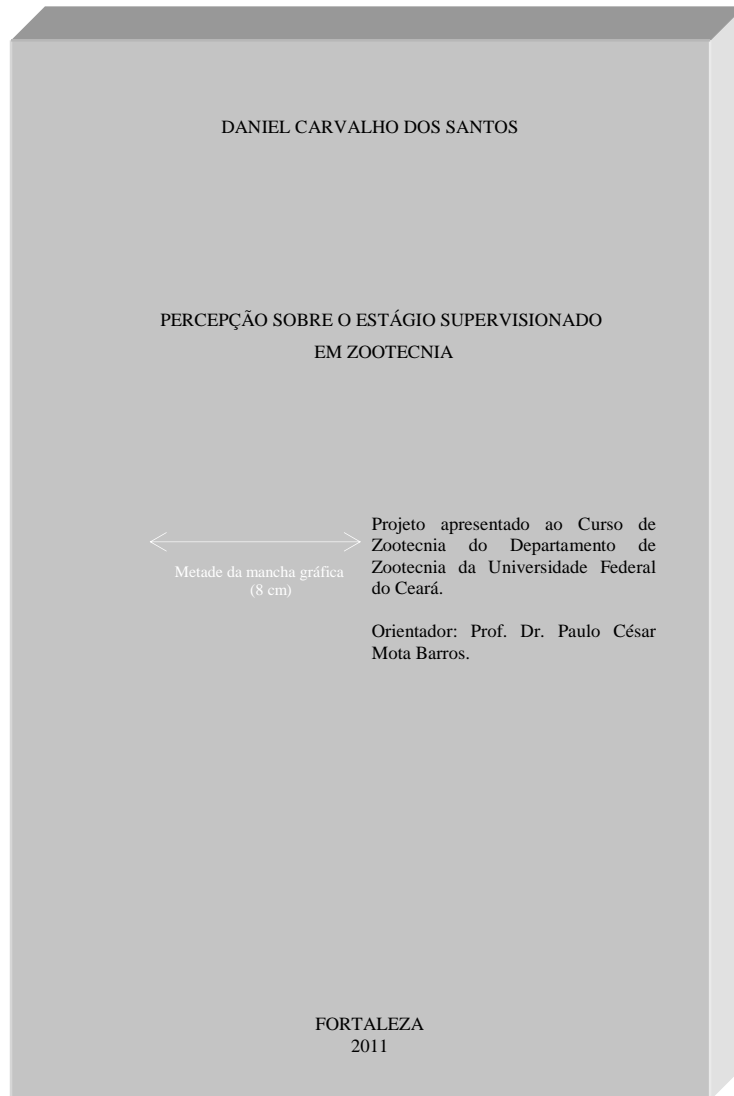 DANIEL CARVALHO DOS SANTOS
PERCEPÇÃO SOBRE O ESTÁGIO SUPERVISIONADO
EM ZOOTECNIA
Projeto apresentado ao Curso de
Zootecnia do Departamento de
Zootecnia da Universidade Federal
do Ceará.
Metade da mancha gráfica
(8 cm)
Orientador: Prof. Dr. Paulo César
Mota Barros.
FORTALEZA
2011